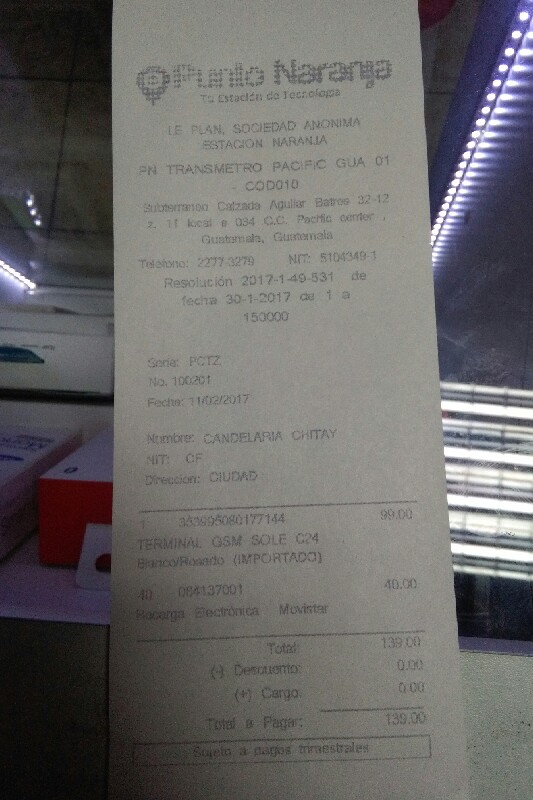 Punto Naranja
Tu Estación de Tecnología
LE PLAN, SOCIEDAD ANONIMA
ESTACION NARANJA
PN TRANSMETRO PACIFIC GUA 01
- COD010
Subterraneo Calzada Aguilar Batres 32-12
z. 11 local e 034 C.C. Pacific center ,
Guatemala, Guatemala
Telefono: 2277-3279 NIT: 5104349-1
Resolución 2017-1-49-531 de
fecha 30-1-2017 de 1 a
150000
Serie: PCTZ
No. 100201
Fecha: 11/02/2017
Nombre: CANDELARIA CHITAY
NIT: CF
Direccion: CIUDAD
1 353995080177144 99.00
TERMINAL GSM SOLE C24
Blanco/Rosado (IMPORTADO)
40 084137001 40.00
Recarga Electrónica Movistar
Total: 139.00
(-) Descuento: 0.00
(+) Cargo: 0.00
Total a Pagar: 139.00
Sujeto a pagos trimestrales